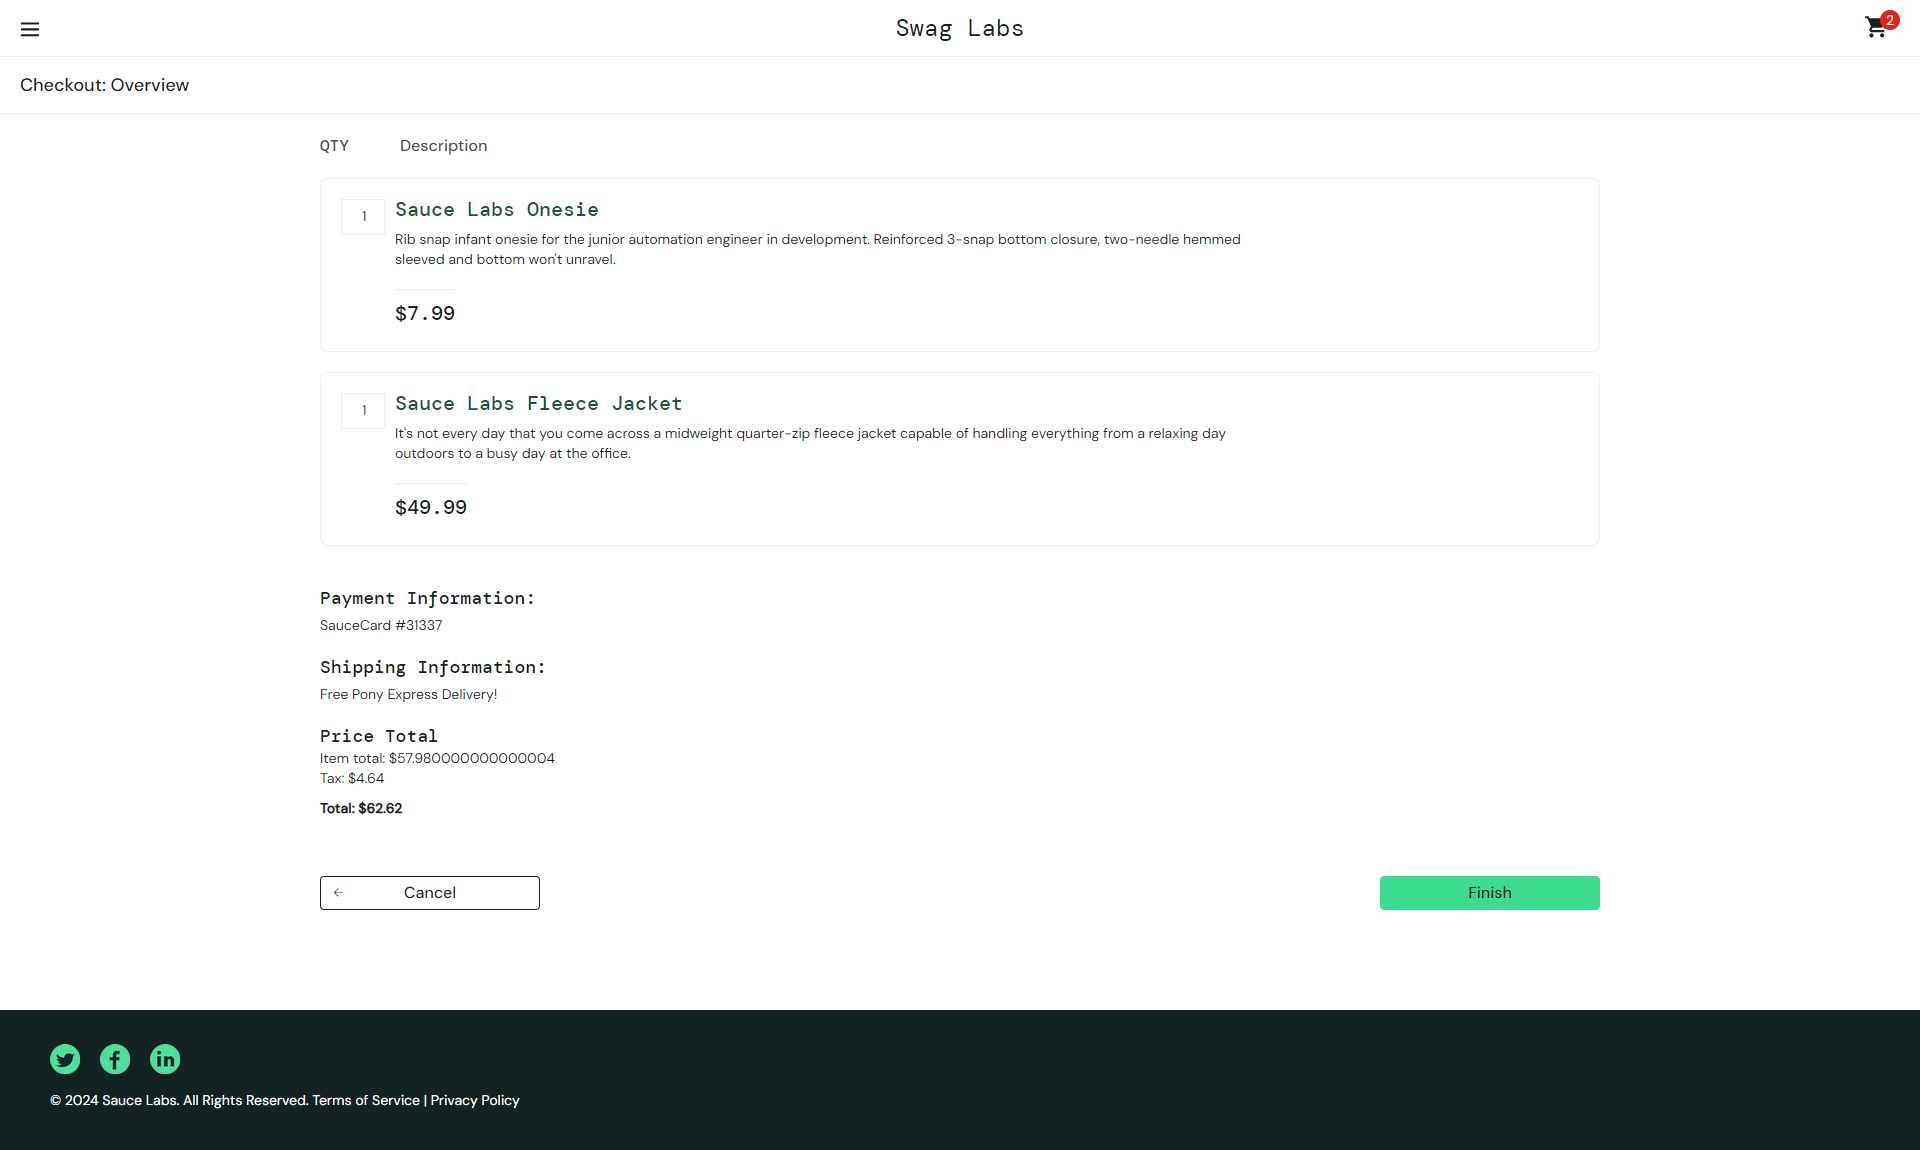 Swag Labs
2
Checkout: Overview
QTY Description
1
Sauce Labs Onesie
Rib snap infant onesie for the junior automation engineer in development. Reinforced 3-snap bottom closure, two-needle hemmed
sleeved and bottom won't unravel.
$7.99
1
Sauce Labs Fleece Jacket
It's not every day that you come across a midweight quarter-zip fleece jacket capable of handling everything from a relaxing day
outdoors to a busy day at the office.
$49.99
Payment Information:
SauceCard #31337
Shipping Information:
Free Pony Express Delivery!
Price Total
Item total: $57.980000000000004
Tax: $4.64
Total: $62.62
Cancel
Finish
© 2024 Sauce Labs. All Rights Reserved. Terms of Service | Privacy Policy